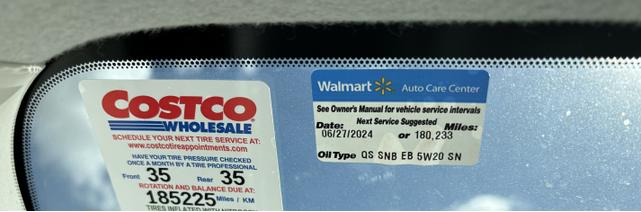 COSTCO
WHOLESALE
SCHEDULE YOUR NEXT TIRE SERVICE AT:
www.costcotireappointments.com
HAVE YOUR TIRE PRESSURE CHECKED
ONCE A MONTH BY A TIRE PROFESSIONAL
Front 35 Rear 35
ROTATION AND BALANCE DUE AT:
185225 Miles / KM
TIRES INFLATED WITH
Walmart Auto Care Center
See Owner's Manual for vehicle service intervals
Next Service Suggested
Date: Miles:
06/27/2024 or 180,233
Oil Type QS SNB EB 5W20 SN